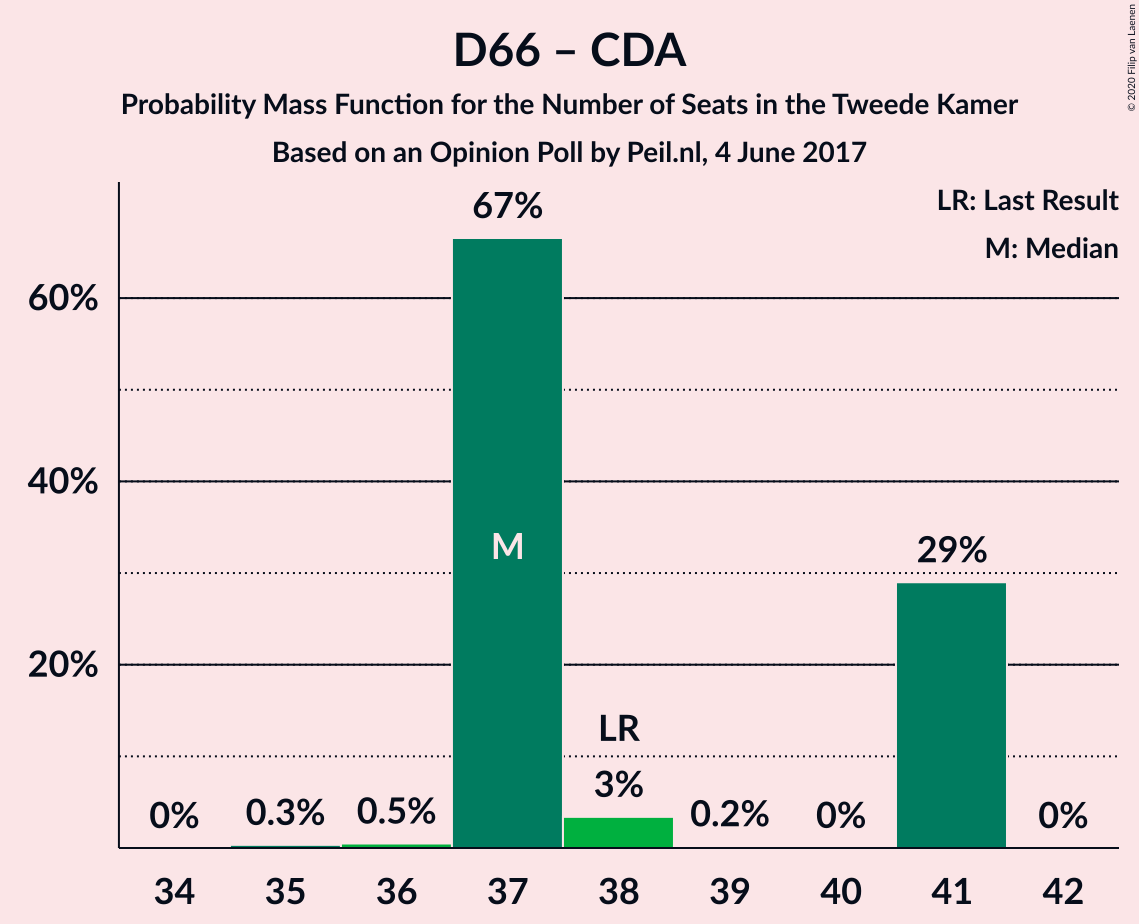 D66 – CDA
Probability Mass Function for the Number of Seats in the Tweede Kamer
Based on an Opinion Poll by Peil.nl, 4 June 2017
© 2020 Filip van Laenen
LR: Last Result
M: Median
67%
60%
40%
M
29%
20%
LR
3%
0% 0.3% 0.5% 0.2% 0% 0%
34 35 36 37 38 39 40 41 42